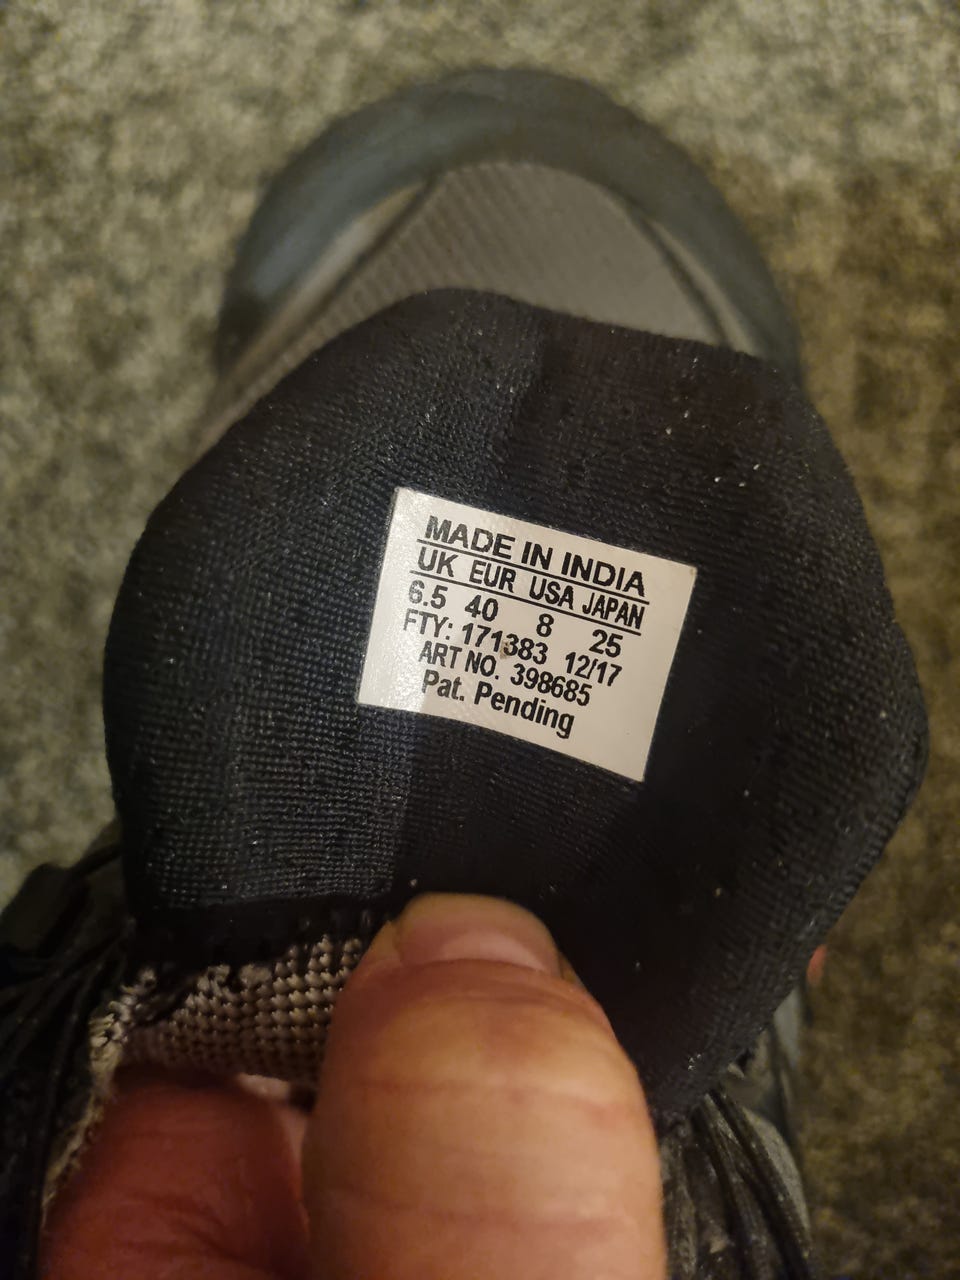 MADE IN INDIA
UK EUR USA JAPAN
6.5 40 8 25
FTY: 171383 12/17
ART NO. 398685
Pat. Pending